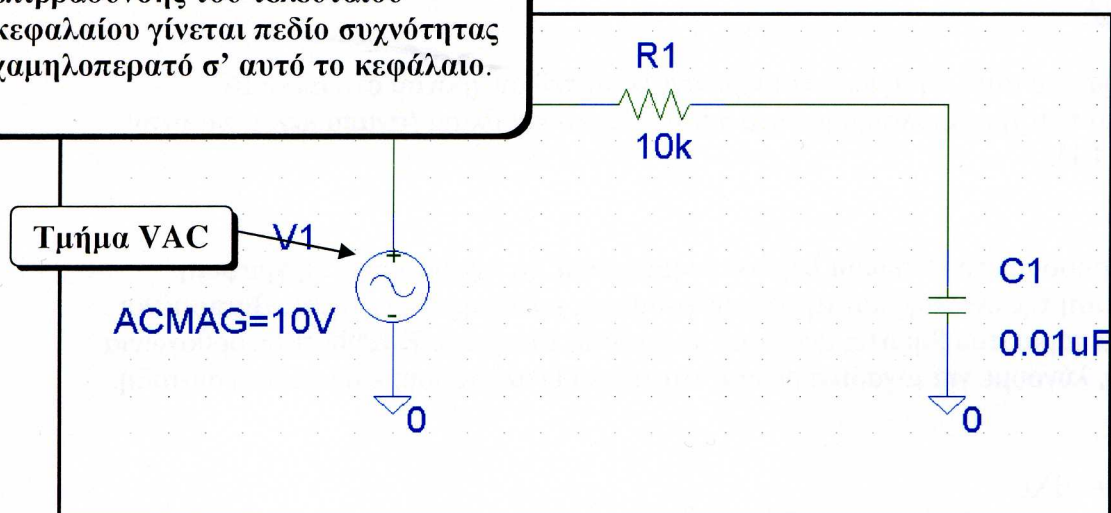 κεφαλαίου γίνεται πεδίο συχνότητας
χαμηλοπερατό σ’ αυτό το κεφάλαιο.
R1
10k
Τμήμα VAC
V1
+
-
ACMAG=10V
C1
0.01uF
0
0